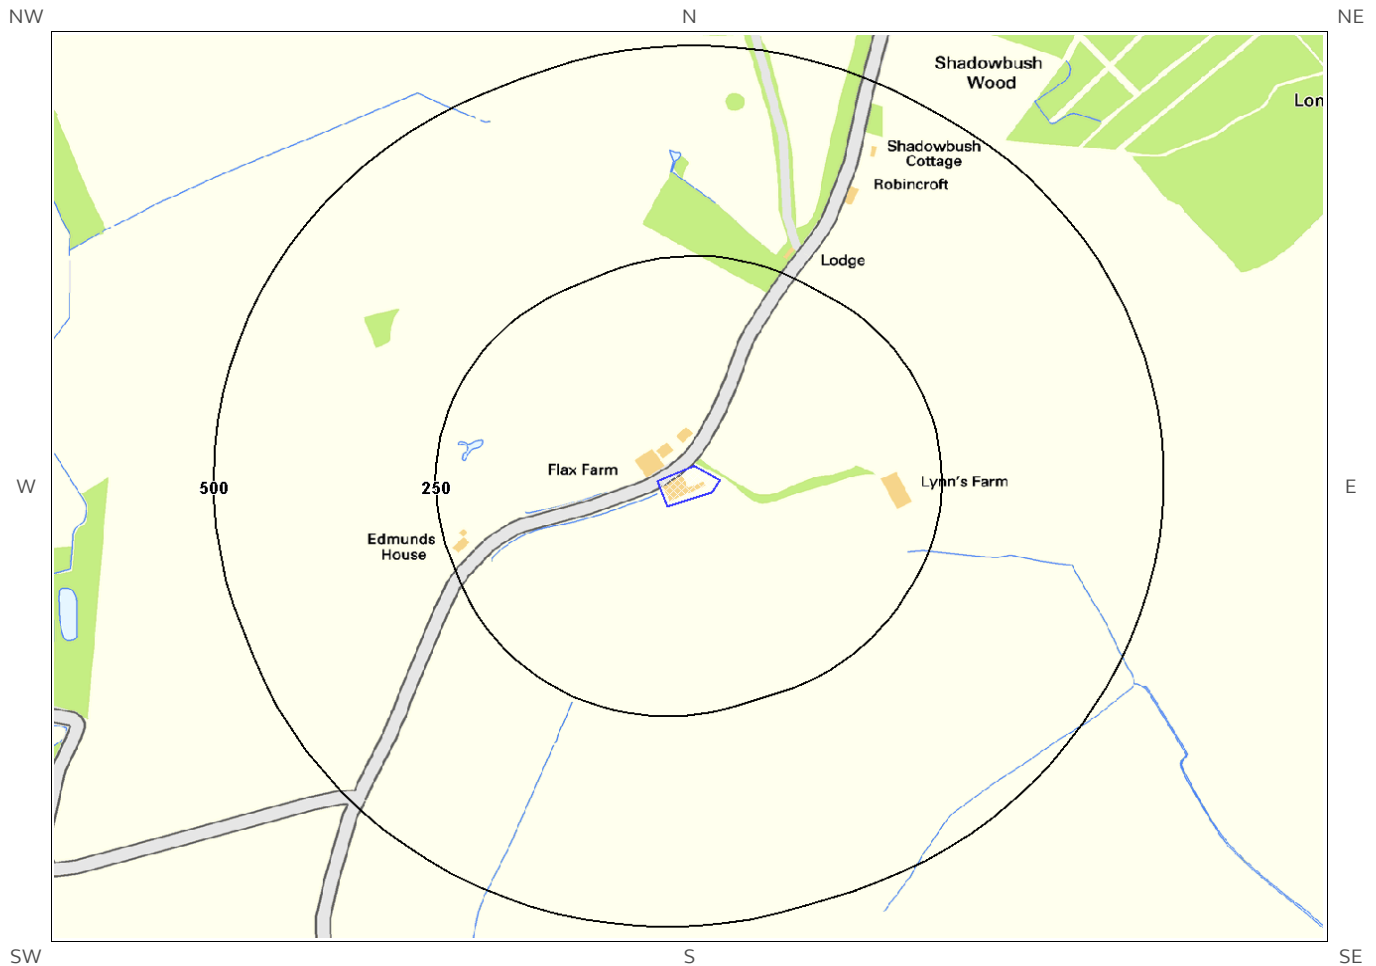 NW
N
NE
Shadowbush
Wood
Lon
Shadowbush
Cottage
Robincroft
Lodge
Flax Farm
Lynn's Farm
W
500
250
E
Edmunds
House
SW
S
SE